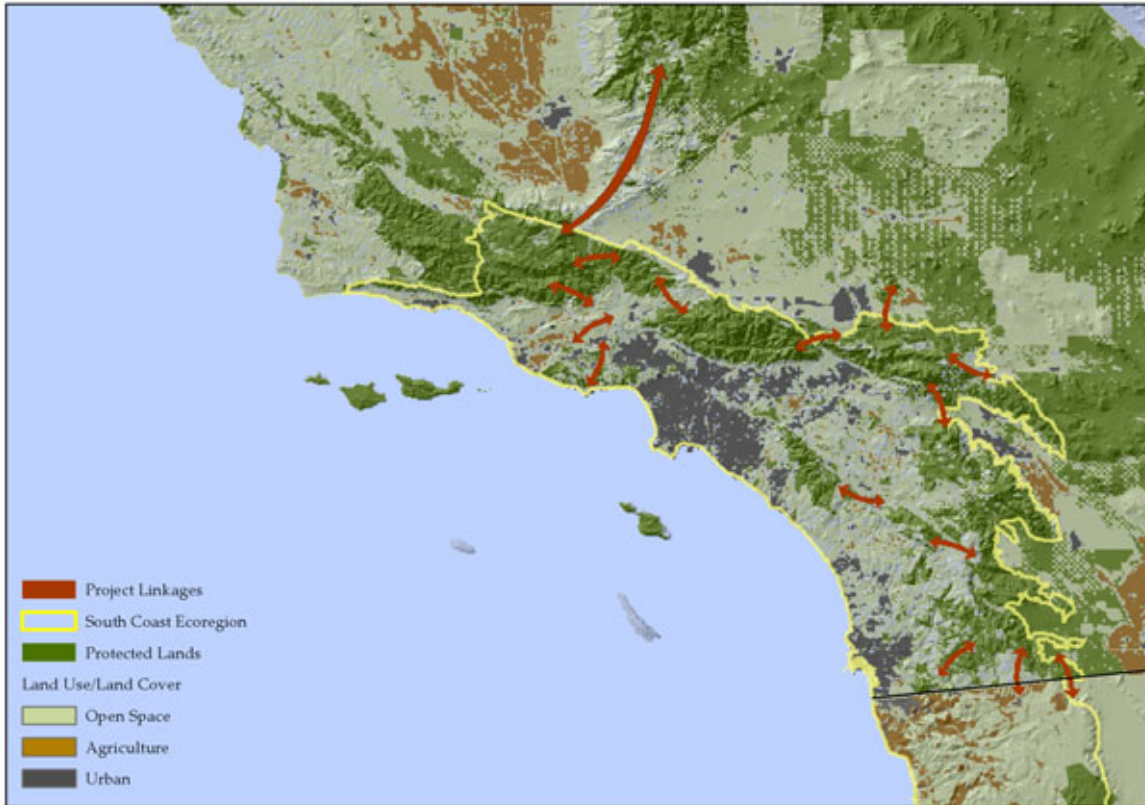 Project Linkages
South Coast Ecoregion
Protected Lands
Land Use/Land Cover
Open Space
Agriculture
Urban